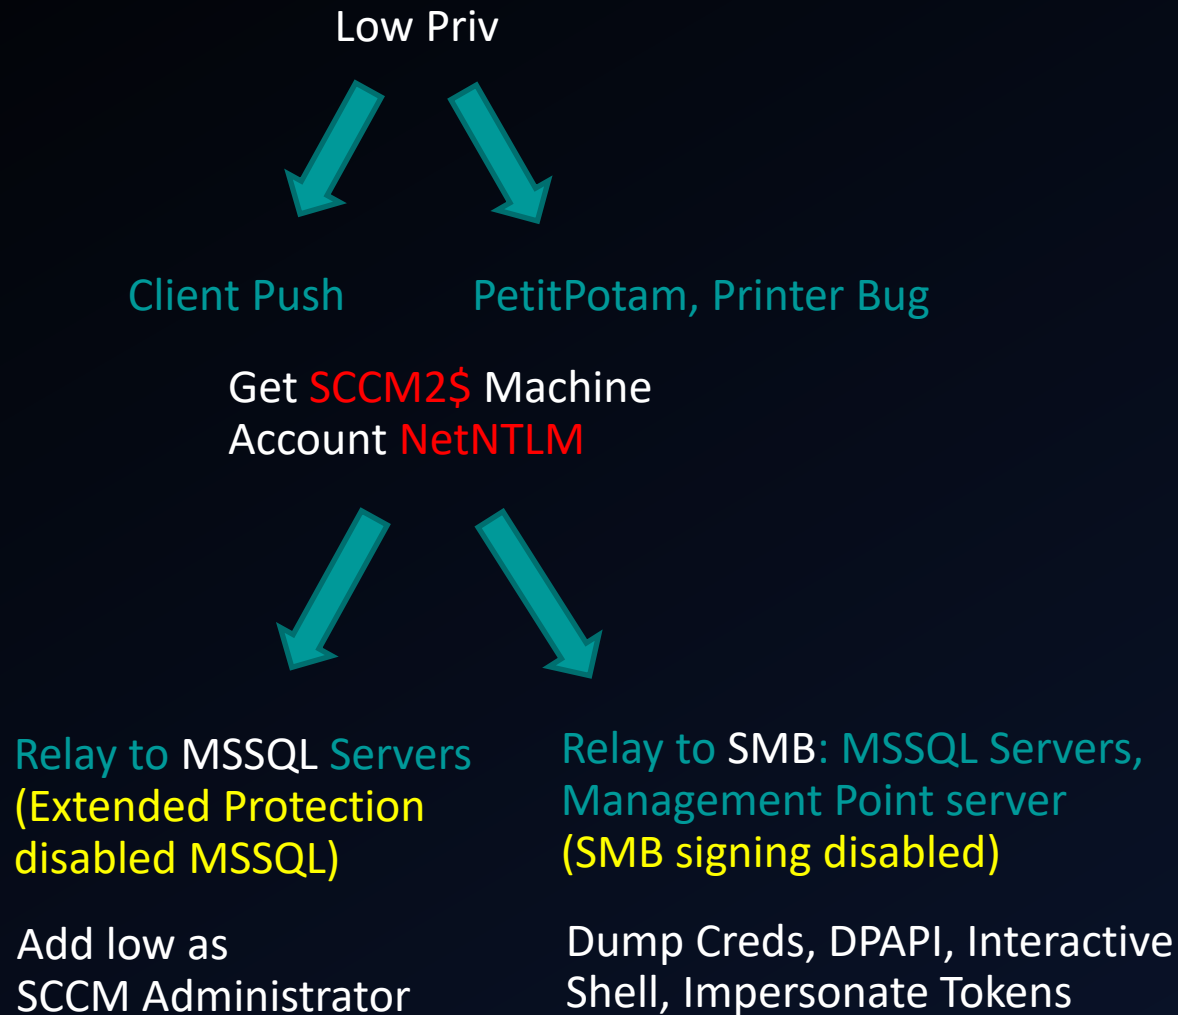 Low Priv
Client Push
PetitPotam, Printer Bug
Get SCCM2$ Machine
Account NetNTLM
Relay to MSSQL Servers
(Extended Protection
disabled MSSQL)
Add low as
SCCM Administrator
Relay to SMB: MSSQL Servers,
Management Point server
(SMB signing disabled)
Dump Creds, DPAPI, Interactive
Shell, Impersonate Tokens